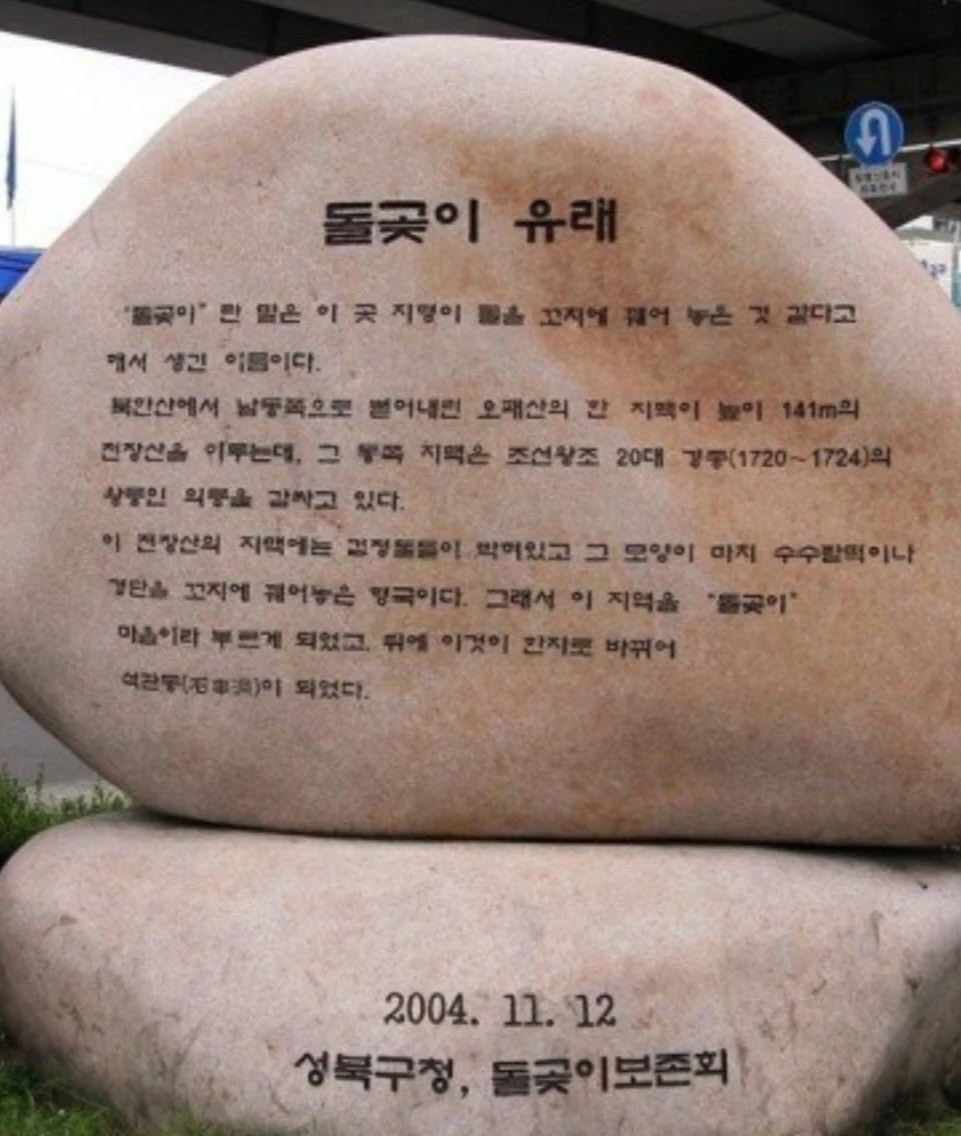 돌곶이 유래
"돌곶이" 란 말은 이 곳 지형이 돌을 꼬지에 꿰어 놓은 것 같다고
해서 생긴 이름이다.
북한산에서 남동쪽으로 벋어내린 오패산의 한 지맥이 높이 141m의
천장산을 이루는데, 그 동쪽 지맥은 조선왕조 20대 경종(1720~1724)의
왕릉인 의릉을 감싸고 있다.
이 천장산의 지맥에는 검정돌들이 박혀있고 그 모양이 마치 수수팥떡이나
경단을 꼬지에 꿰어놓은 형국이다. 그래서 이 지역을 "돌곶이"
마을이라 부르게 되었고, 뒤에 이것이 한자로 바뀌어
석관동(石串洞)이 되었다.
2004. 11. 12
성북구청, 돌곶이보존회